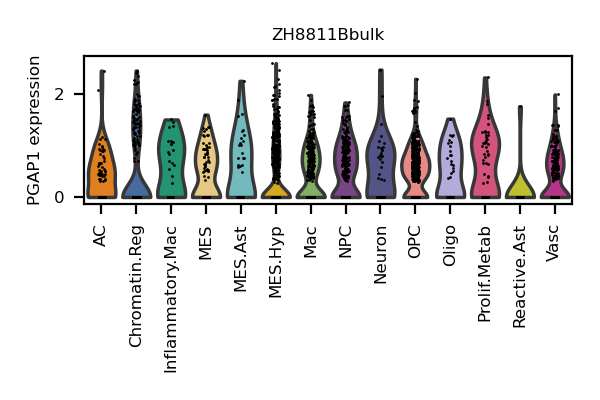 ZH8811Bbulk
PGAP1 expression
2
0
AC
Chromatin.Reg
Inflammatory.Mac
MES
MES.Ast
MES.Hyp
Mac
NPC
Neuron
OPC
Oligo
Prolif.Metab
Reactive.Ast
Vasc